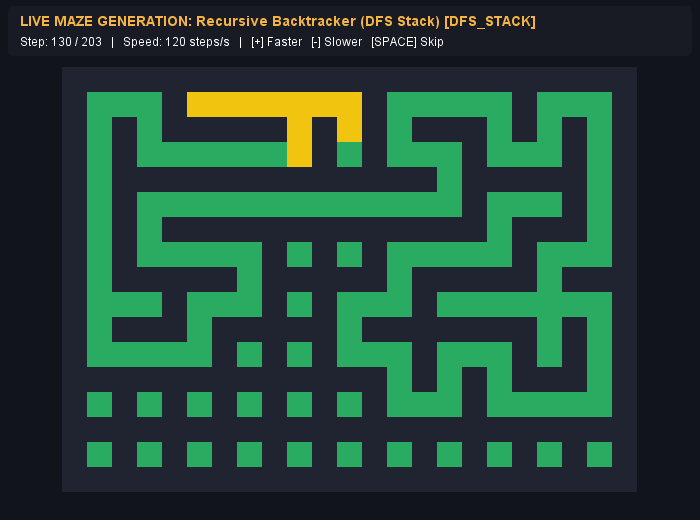 LIVE MAZE GENERATION: Recursive Backtracker (DFS Stack) [DFS_STACK]
Step: 130 / 203   |   Speed: 120 steps/s   |   [+] Faster   [-] Slower   [SPACE] Skip